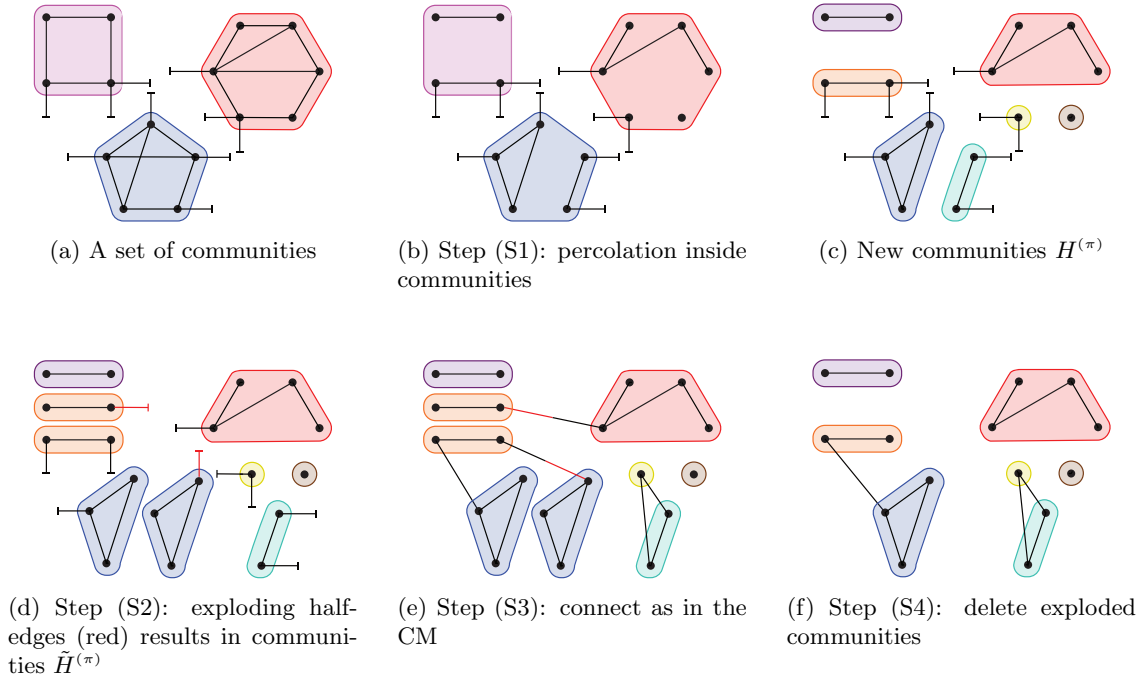 (a) A set of communities
(b) Step (S1): percolation inside
communities
(c) New communities H^(π)
(d) Step (S2): exploding half-
edges (red) results in communi-
ties H̃^(π)
(e) Step (S3): connect as in the
CM
(f) Step (S4): delete exploded
communities